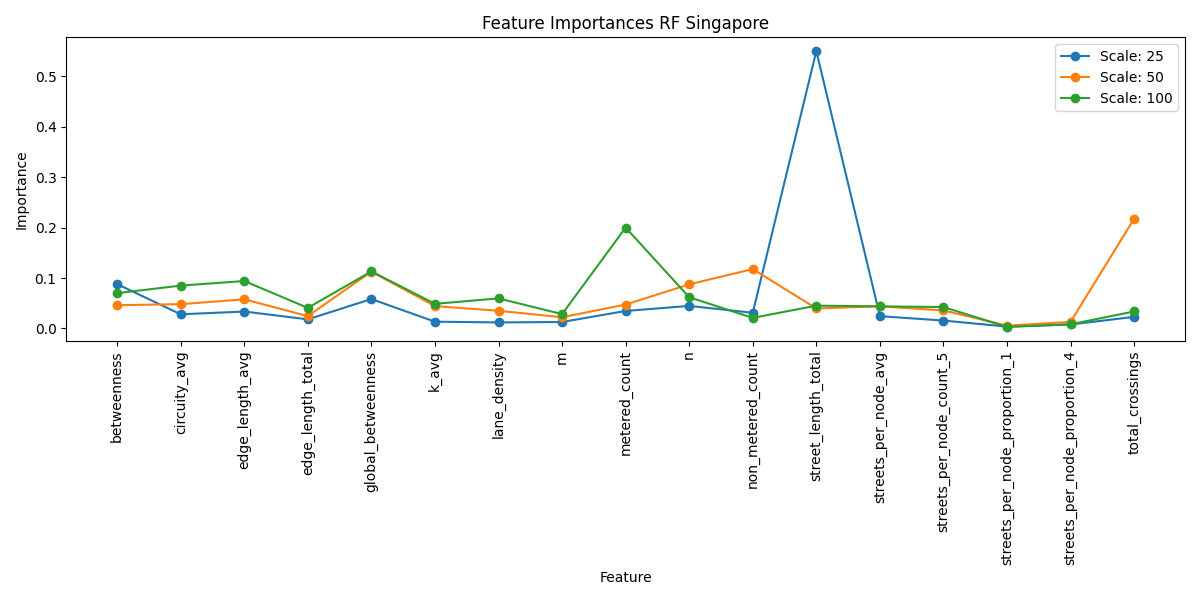 Feature Importances RF Singapore
Scale: 25
Scale: 50
Scale: 100
Importance
0.5
0.4
0.3
0.2
0.1
0.0
betweenness
circuity_avg
edge_length_avg
edge_length_total
global_betweenness
k_avg
lane_density
m
metered_count
n
non_metered_count
street_length_total
streets_per_node_avg
streets_per_node_count_5
streets_per_node_proportion_1
streets_per_node_proportion_4
total_crossings
Feature